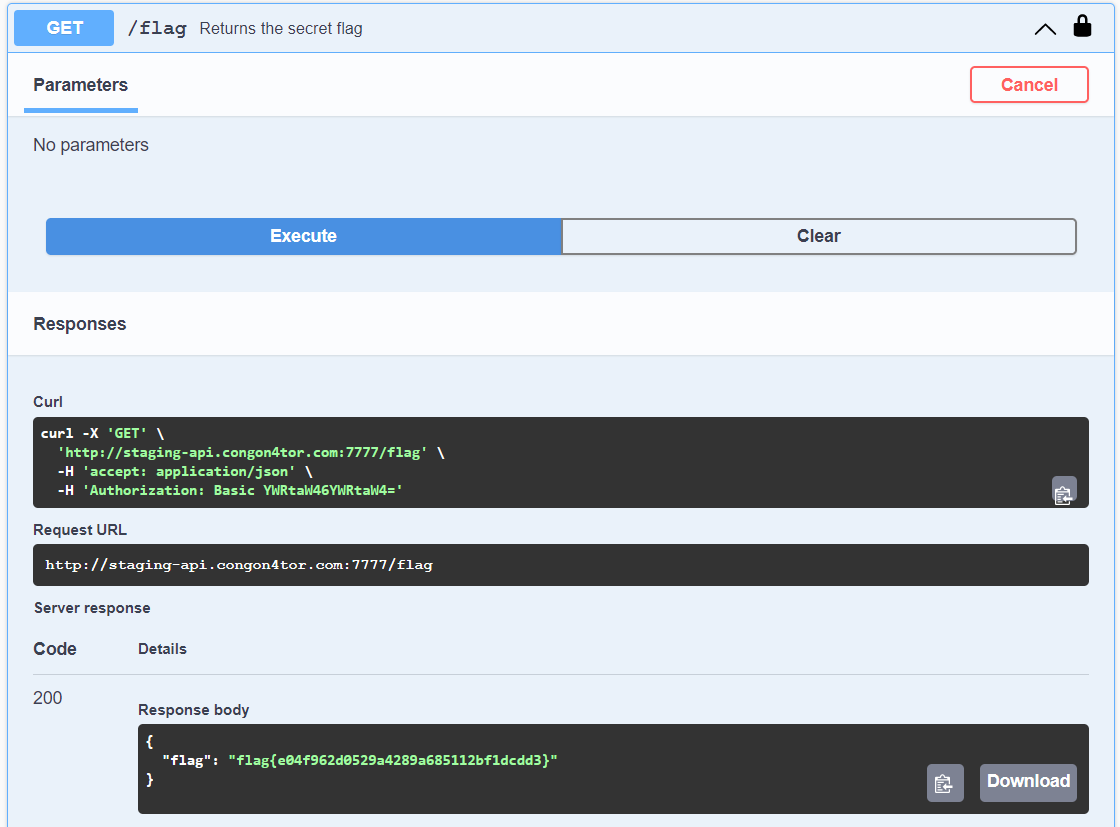 GET /flag Returns the secret flag
Parameters
Cancel
No parameters
Execute
Clear
Responses
Curl
curl -X 'GET' \
'http://staging-api.congon4tor.com:7777/flag' \
-H 'accept: application/json' \
-H 'Authorization: Basic YWRtaW46YWRtaW4='
Request URL
http://staging-api.congon4tor.com:7777/flag
Server response
Code Details
200
Response body
{
"flag": "flag{e04f962d0529a4289a685112bf1dcdd3}"
}
Download